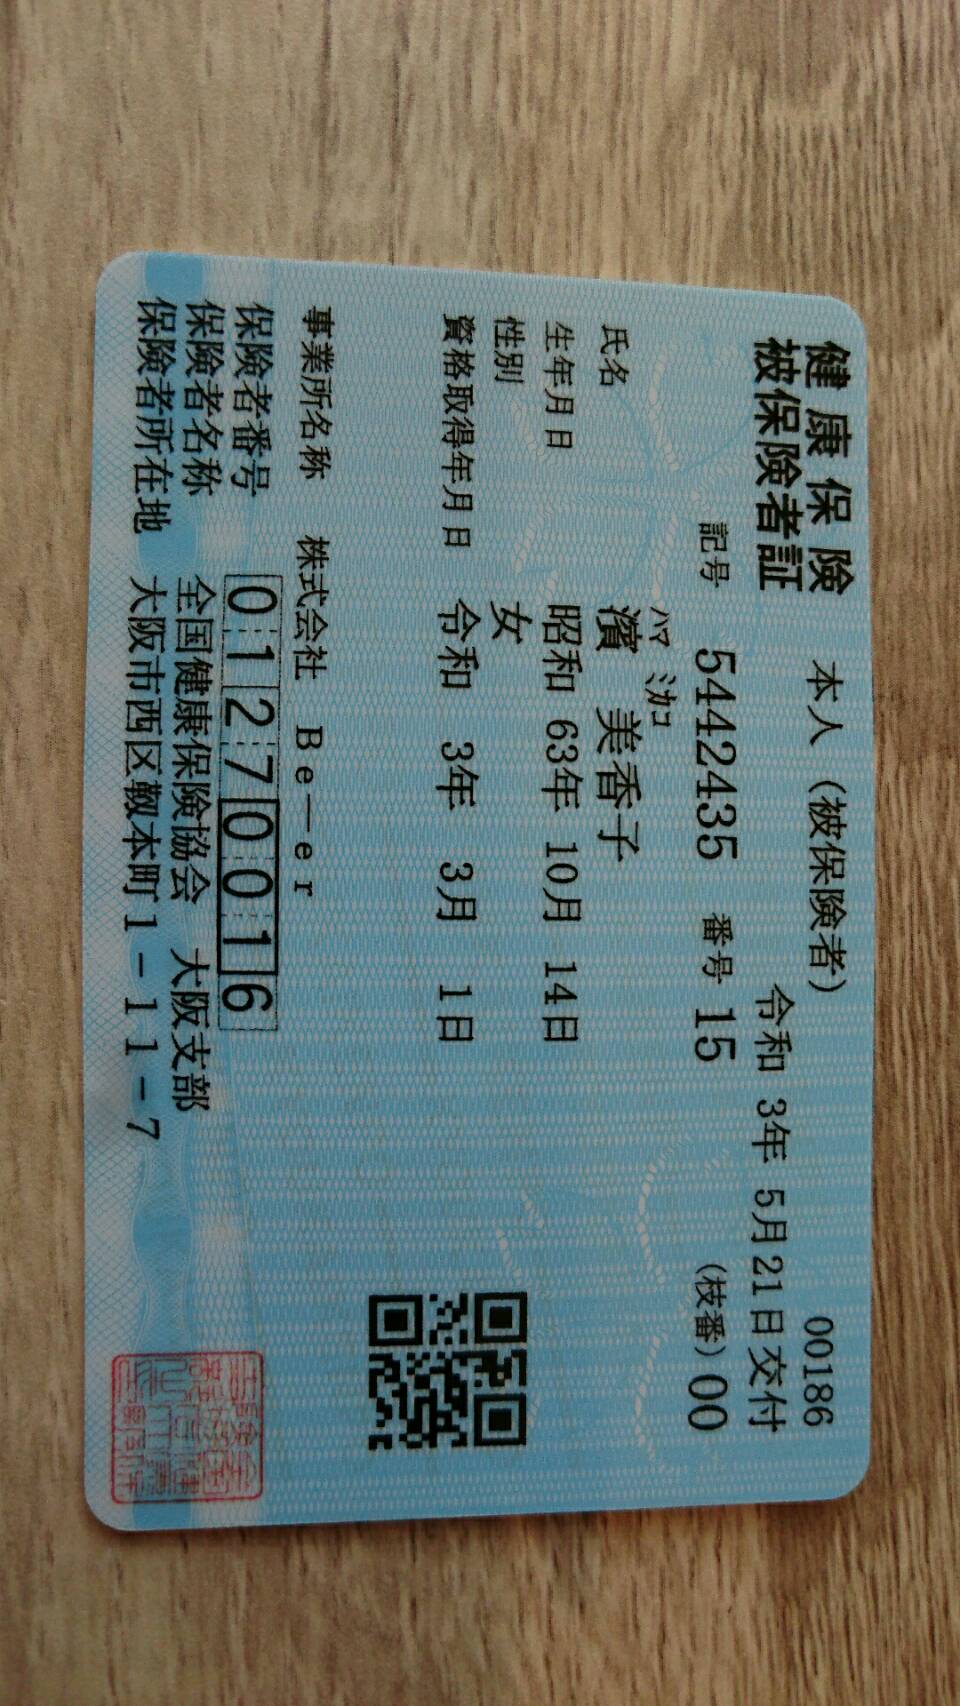 健康保険 本人（被保険者） 00186
被保険者証 令和 3年 5月21日交付
記号 5442435 番号 15 (枝番) 00
ﾊﾏ ﾐｶｺ
氏名 濵 美香子
生年月日 昭和 63年 10月 14日
性別 女
資格取得年月日 令和 3年 3月 1日
事業所名称 株式会社 Ｂｅ－ｅｒ
保険者番号 01270016
保険者名称 全国健康保険協会 大阪支部
保険者所在地 大阪市西区靱本町1-11-7